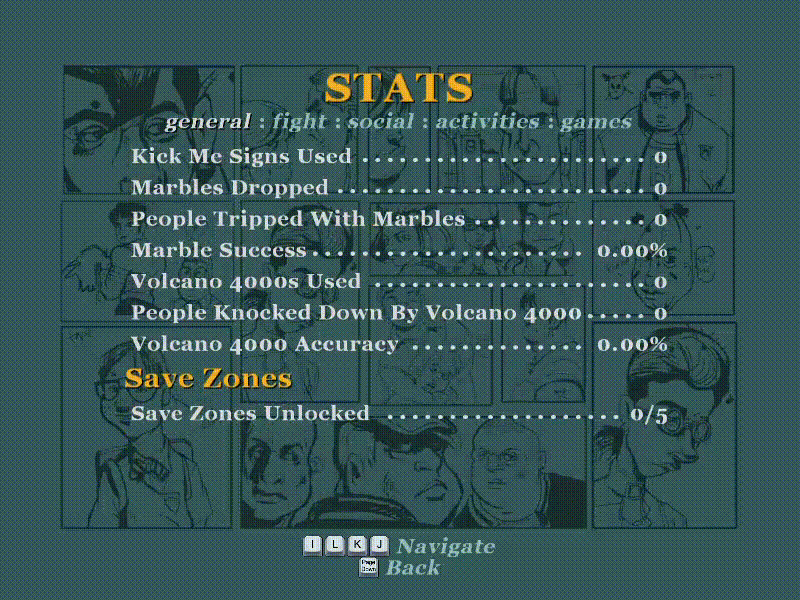 STATS
general : fight : social : activities : games
Kick Me Signs Used ...................... 0
Marbles Dropped ........................ 0
People Tripped With Marbles .............. 0
Marble Success ..................... 0.00%
Volcano 4000s Used ..................... 0
People Knocked Down By Volcano 4000 ..... 0
Volcano 4000 Accuracy .............. 0.00%
Save Zones
Save Zones Unlocked ................... 0/5
I L K J Navigate
Page Down Back